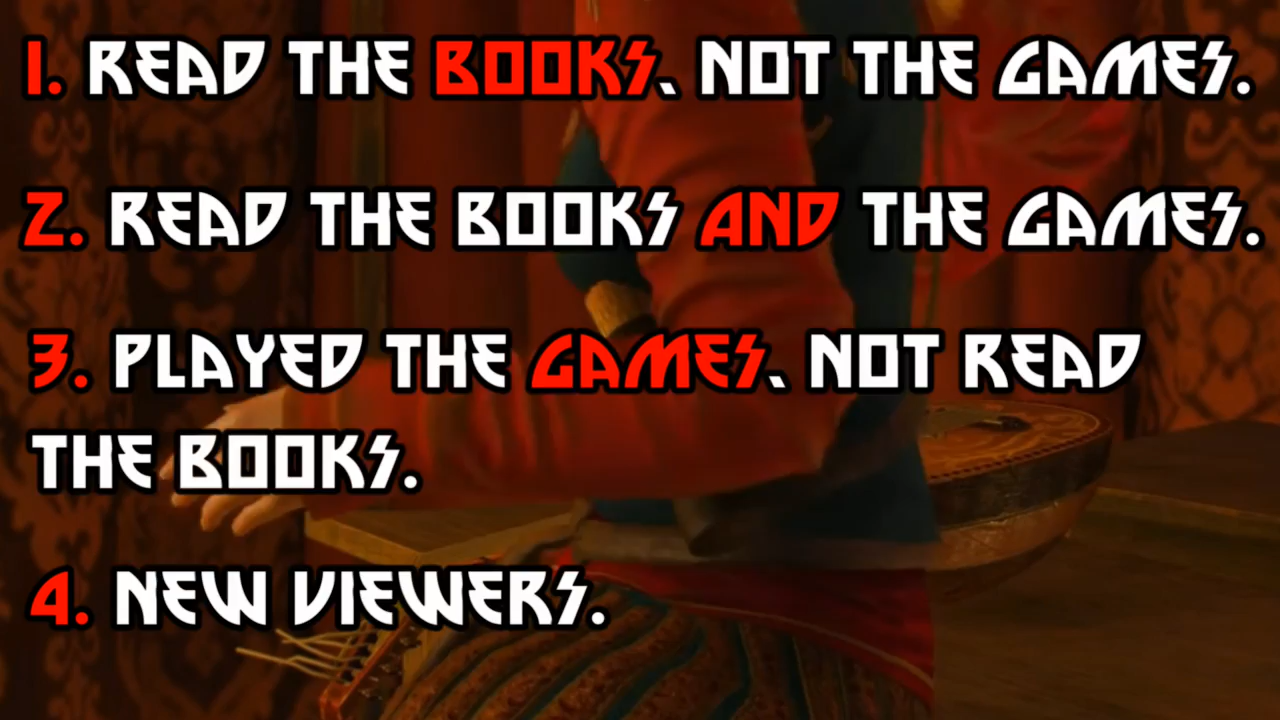 1. READ THE BOOKS, NOT THE GAMES.
2. READ THE BOOKS AND THE GAMES.
3. PLAYED THE GAMES, NOT READ
THE BOOKS.
4. NEW VIEWERS.